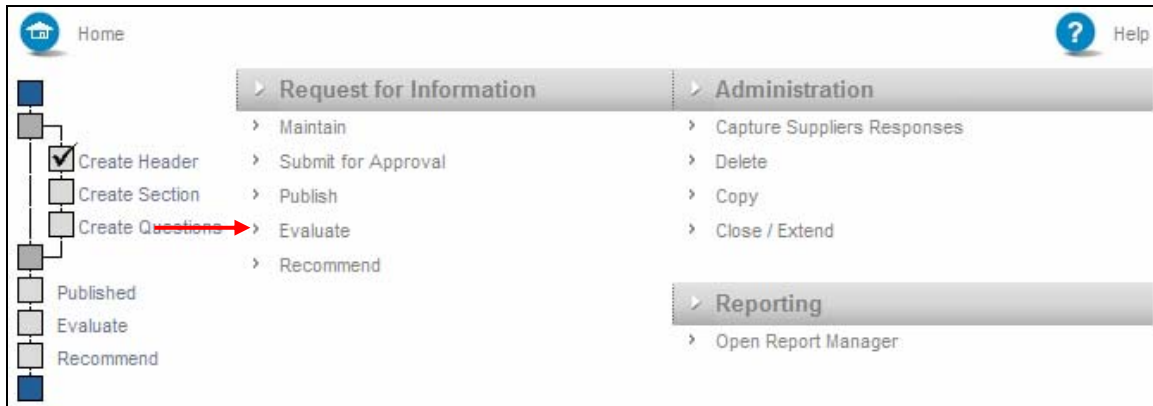 Home
Help
Create Header
Create Section
Create Questions
Published
Evaluate
Recommend
Request for Information
Maintain
Submit for Approval
Publish
Evaluate
Recommend
Administration
Capture Suppliers Responses
Delete
Copy
Close / Extend
Reporting
Open Report Manager